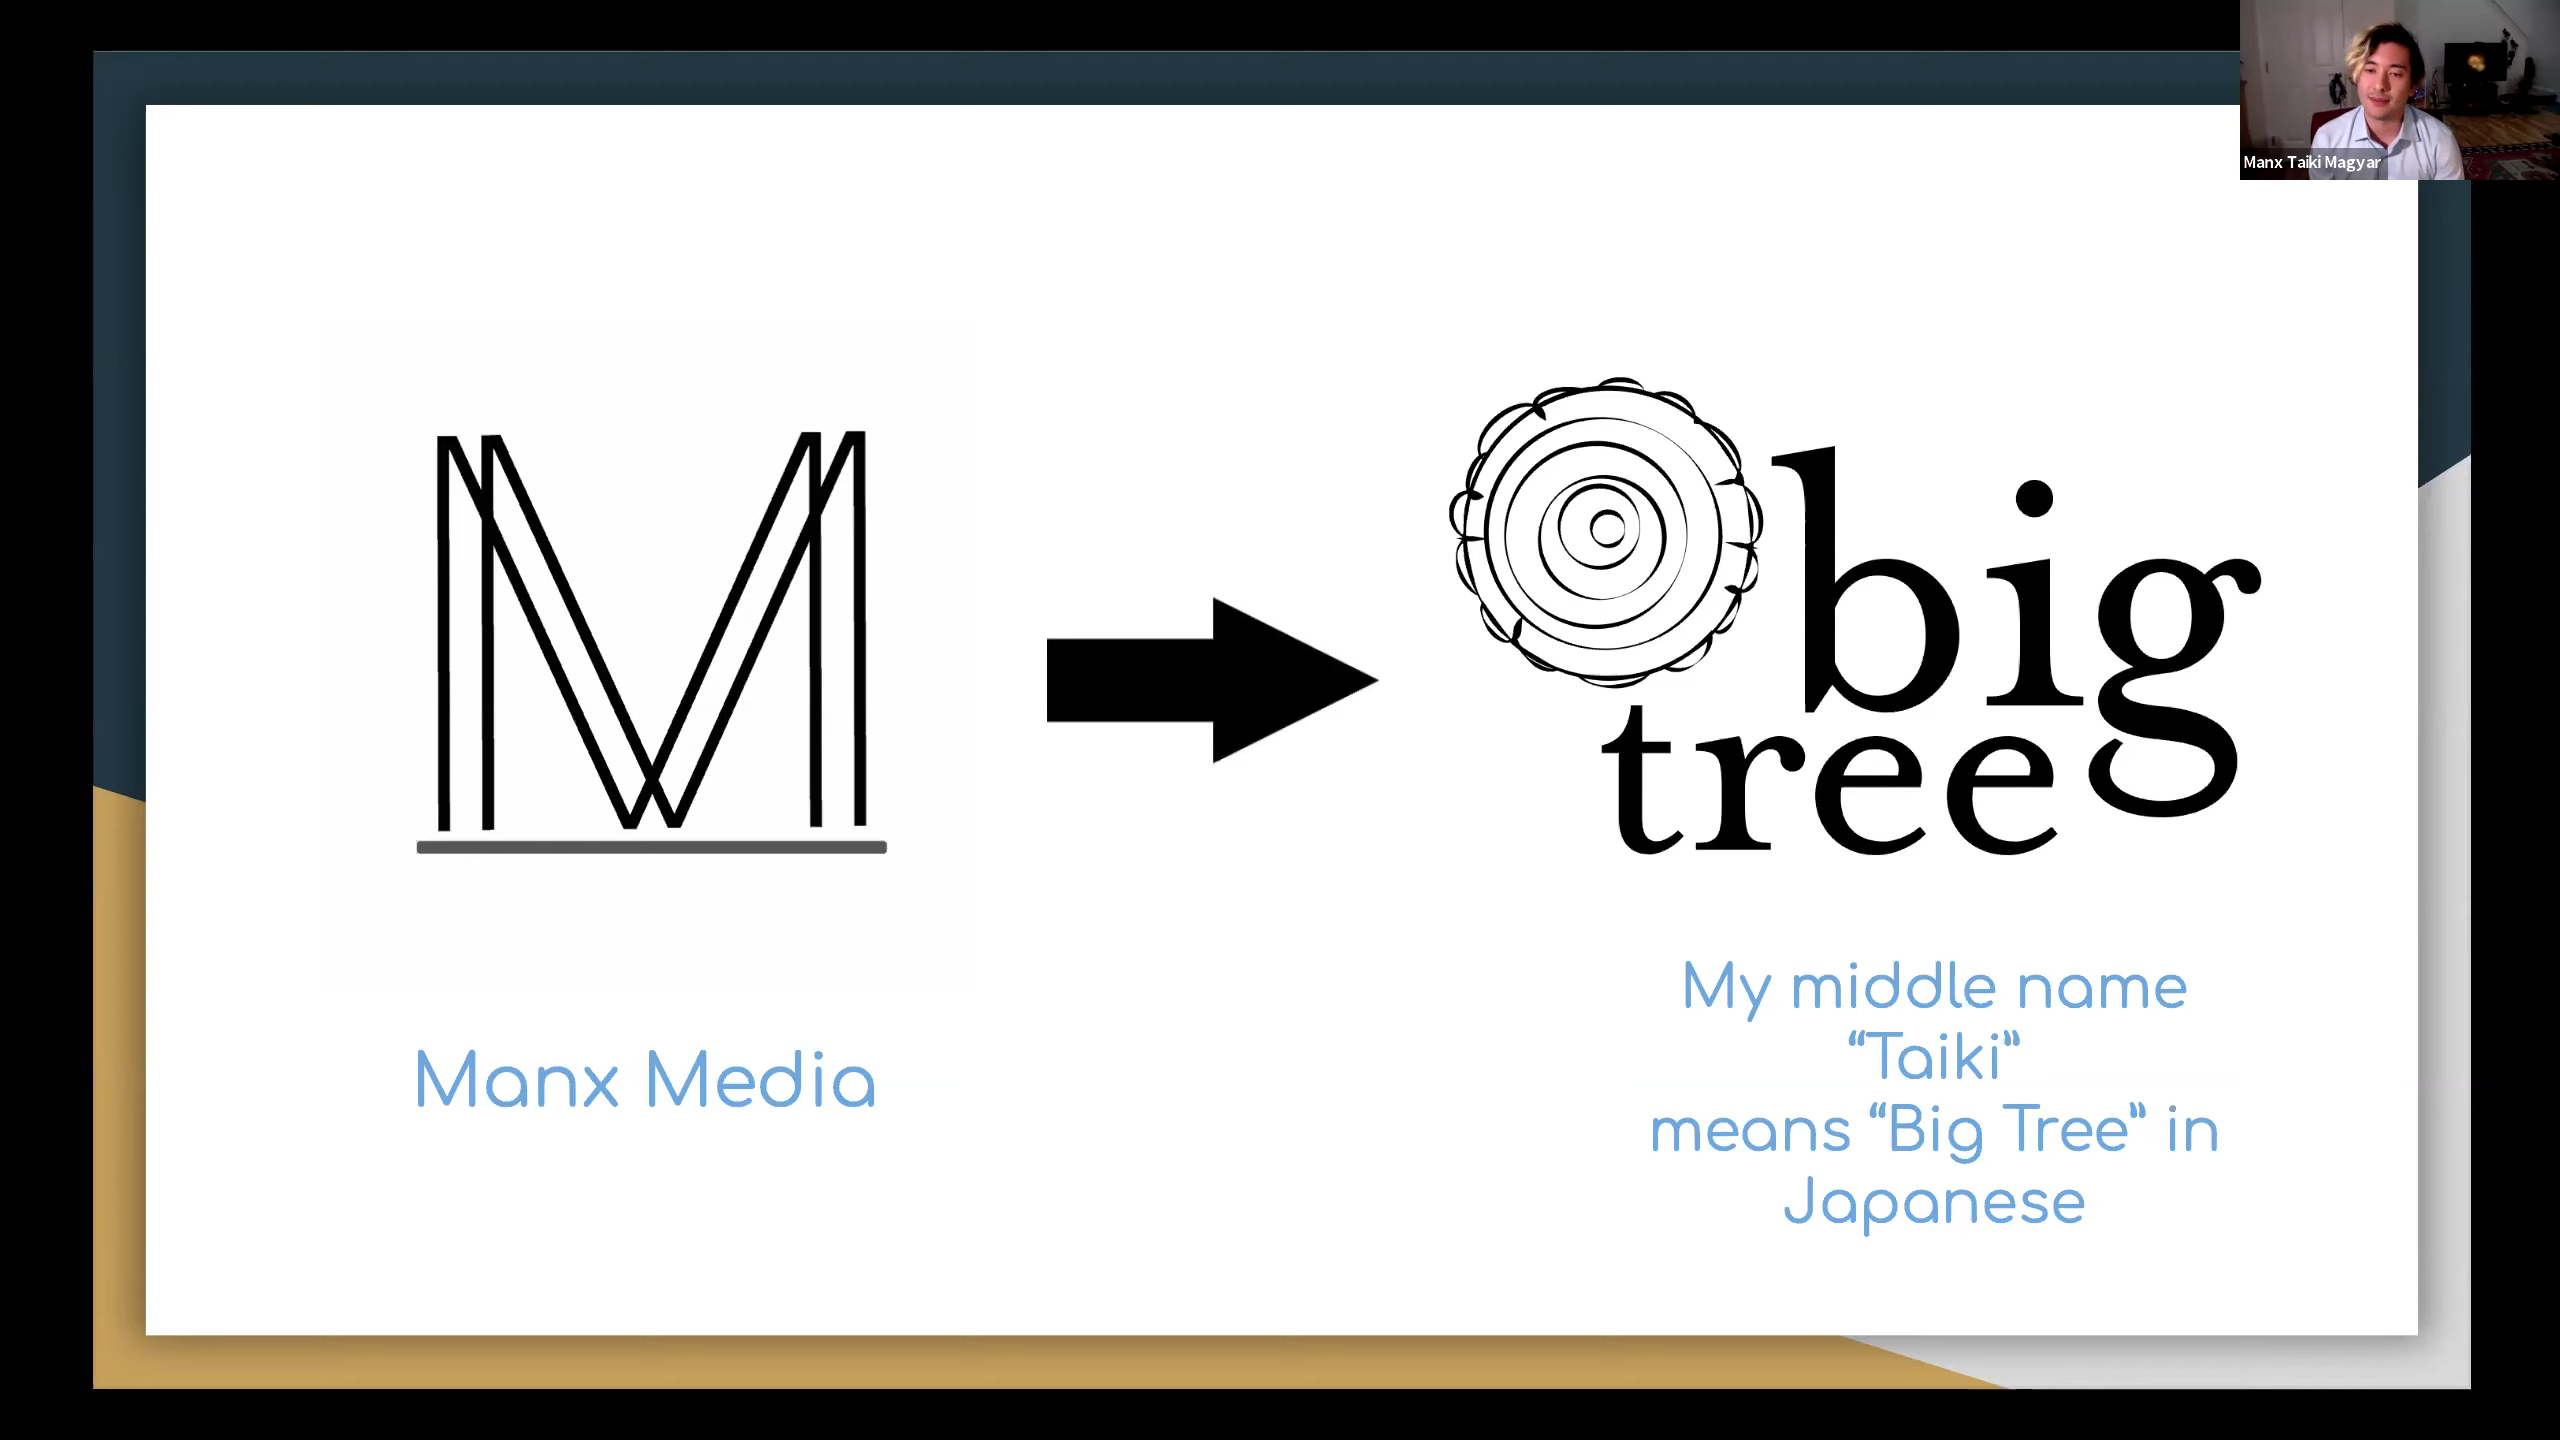 Manx Taiki Magyar
M
big
tree
Manx Media
My middle name
“Taiki”
means “Big Tree” in
Japanese